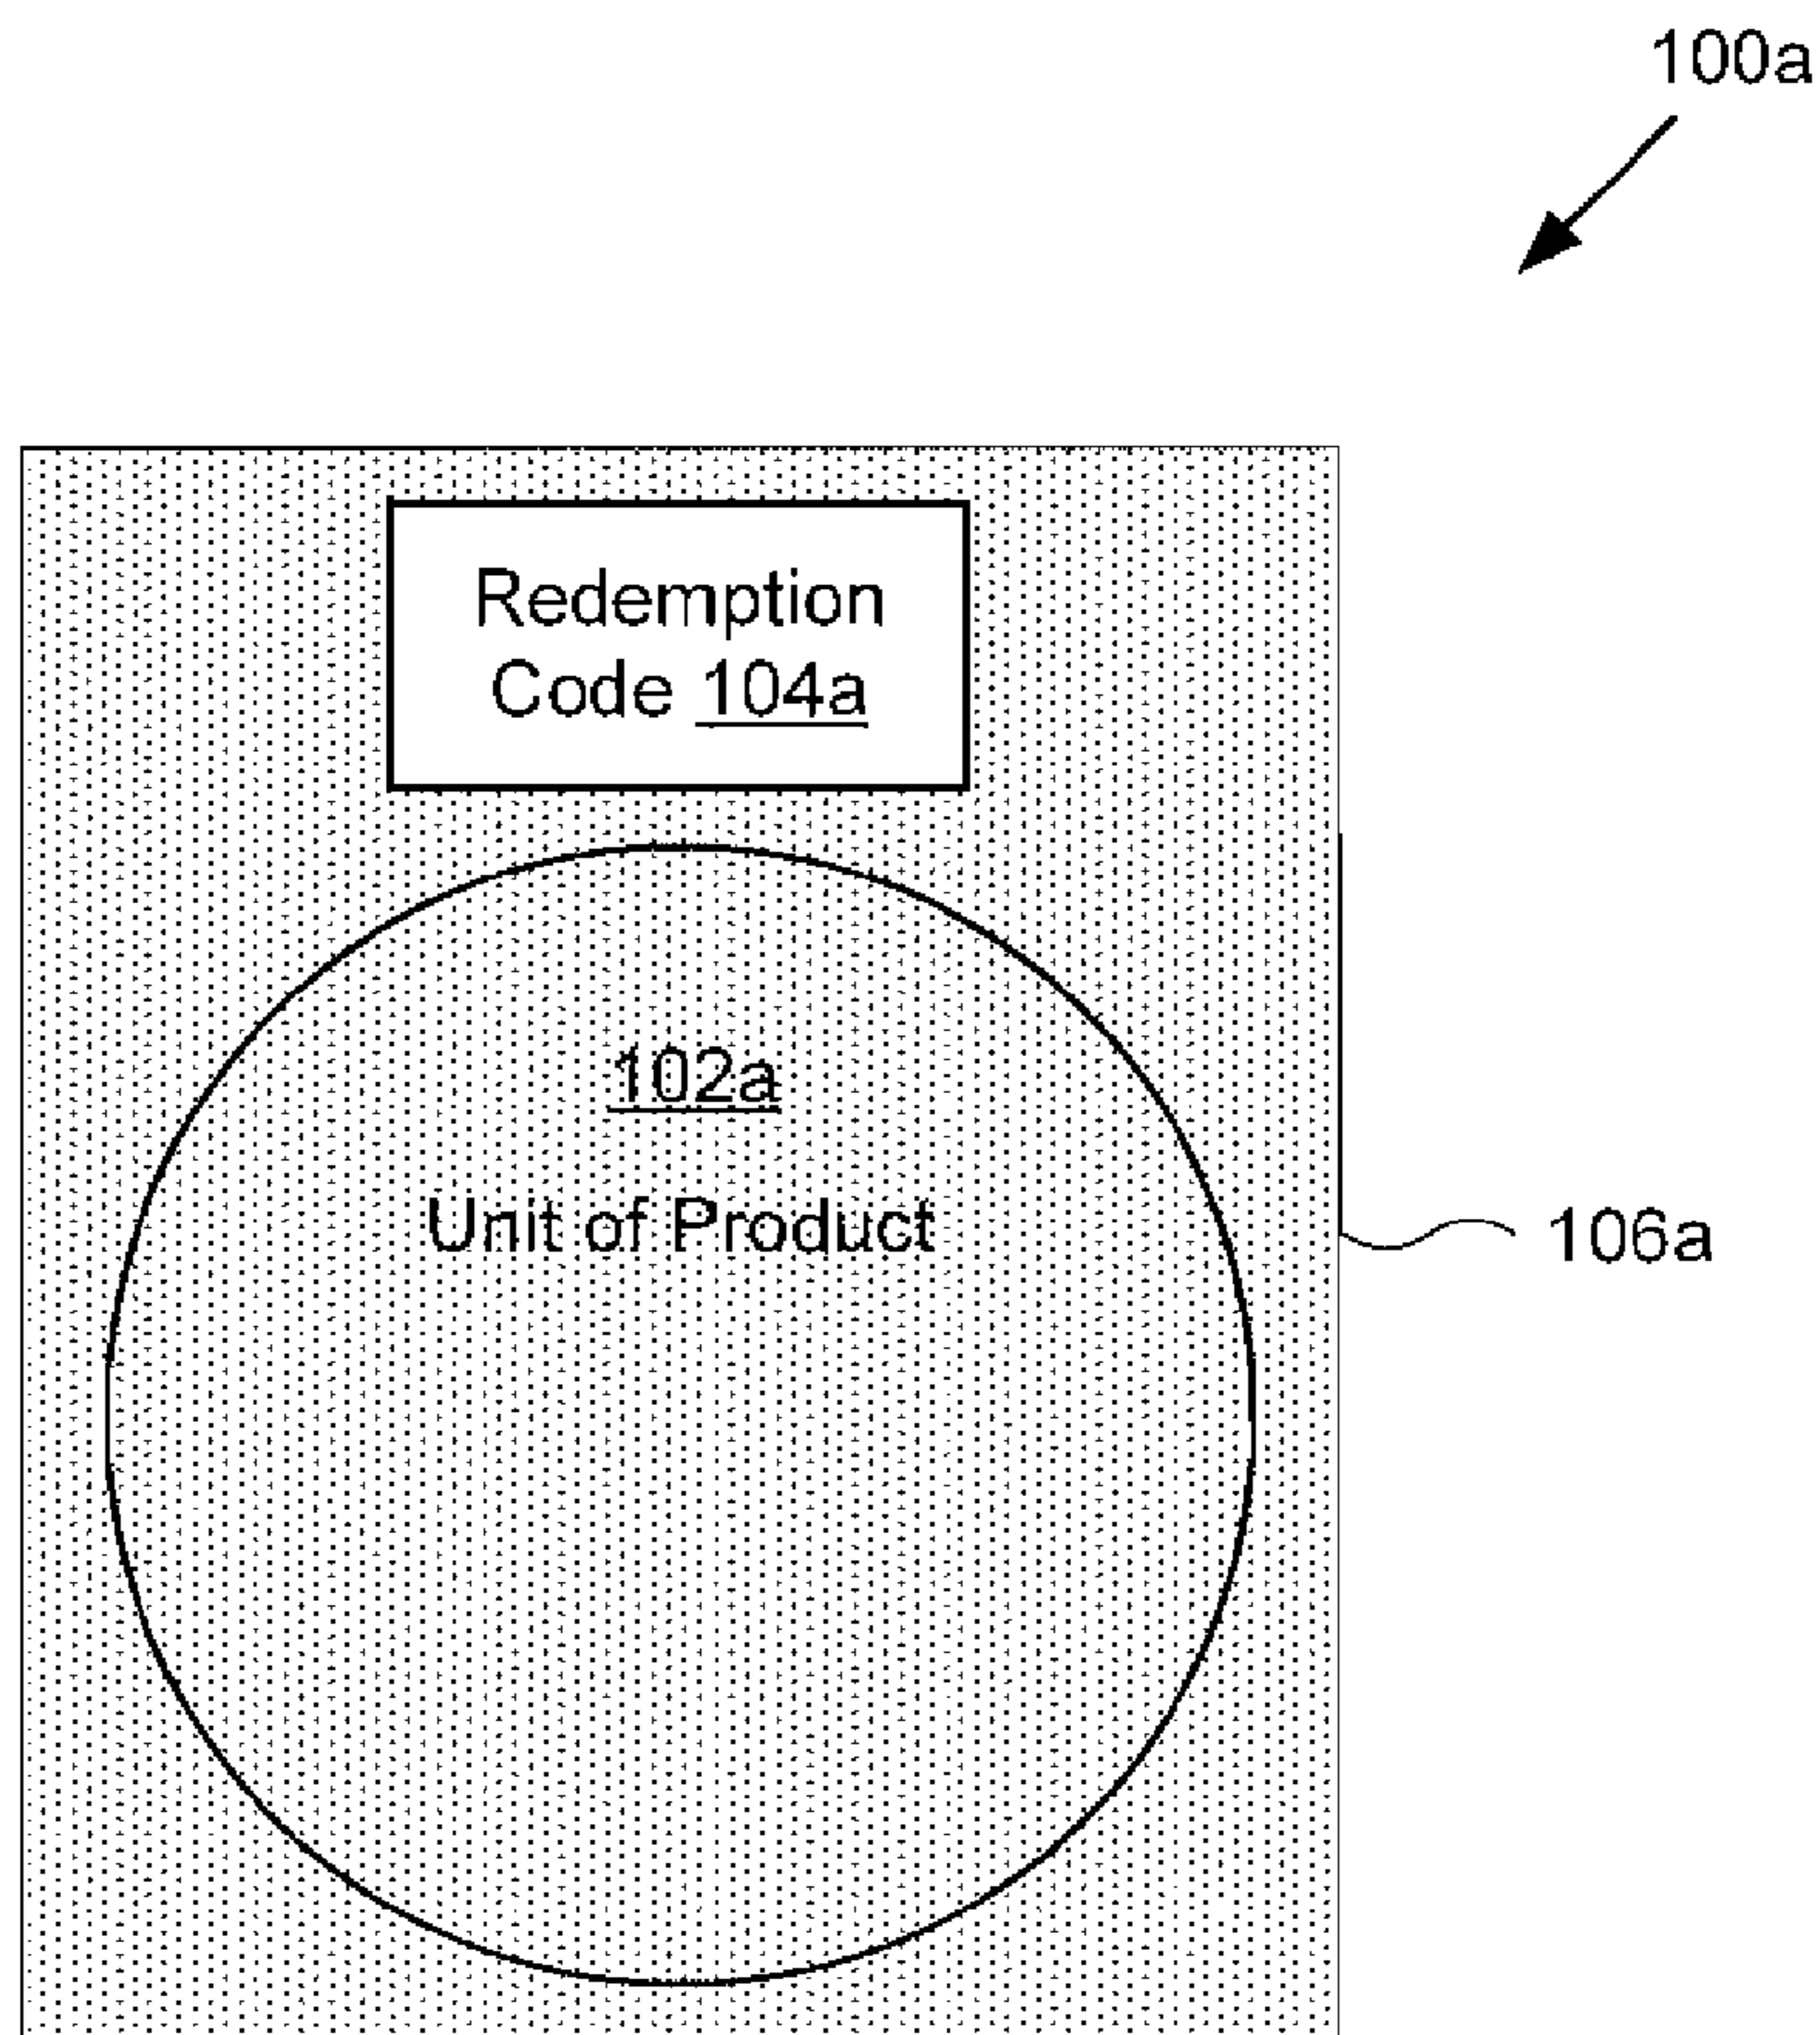 100a
Redemption
Code 104a
102a
Unit of Product
106a